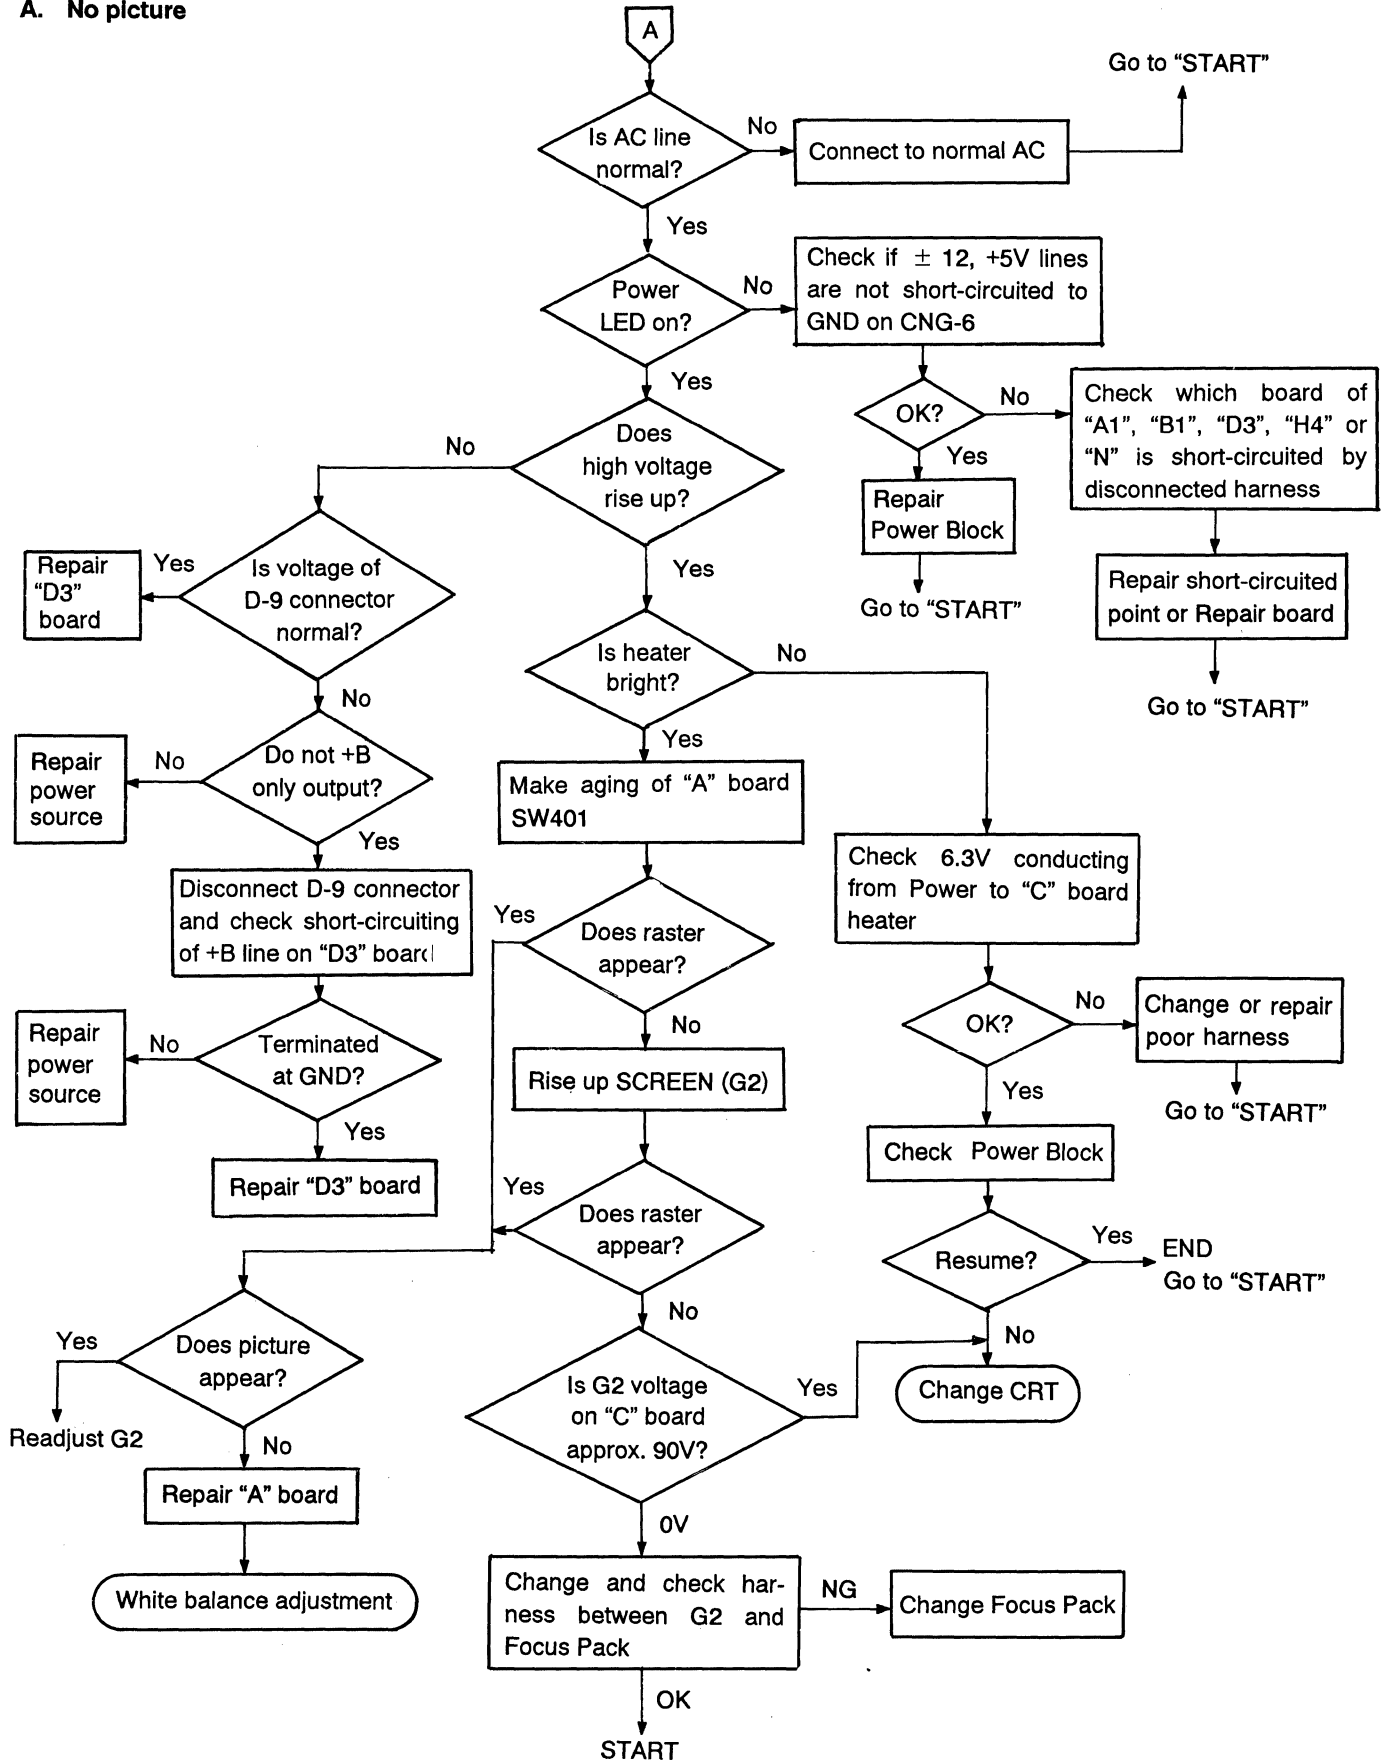 A. No picture
A
Go to “START”
Is AC line
normal?
No
Connect to normal AC
Yes
Power
LED on?
No
Check if ± 12, +5V lines
are not short-circuited to
GND on CNG-6
Yes
OK?
No
Check which board of
“A1”, “B1”, “D3”, “H4” or
“N” is short-circuited by
disconnected harness
Yes
Repair
Power Block
Go to “START”
Repair short-circuited
point or Repair board
Go to “START”
Does
high voltage
rise up?
No
Yes
Is voltage of
D-9 connector
normal?
Yes
Repair
“D3”
board
No
Do not +B
only output?
No
Repair
power
source
Yes
Disconnect D-9 connector
and check short-circuiting
of +B line on “D3” board
Terminated
at GND?
No
Repair
power
source
Yes
Repair “D3” board
Is heater
bright?
No
Yes
Make aging of “A” board
SW401
Check 6.3V conducting
from Power to “C” board
heater
Does raster
appear?
Yes
No
Rise up SCREEN (G2)
OK?
No
Change or repair
poor harness
Go to “START”
Yes
Check Power Block
Does raster
appear?
Yes
No
Resume?
Yes
END
Go to “START”
No
Change CRT
Does picture
appear?
Yes
Readjust G2
No
Repair “A” board
White balance adjustment
Is G2 voltage
on “C” board
approx. 90V?
Yes
0V
Change and check har-
ness between G2 and
Focus Pack
NG
Change Focus Pack
OK
START